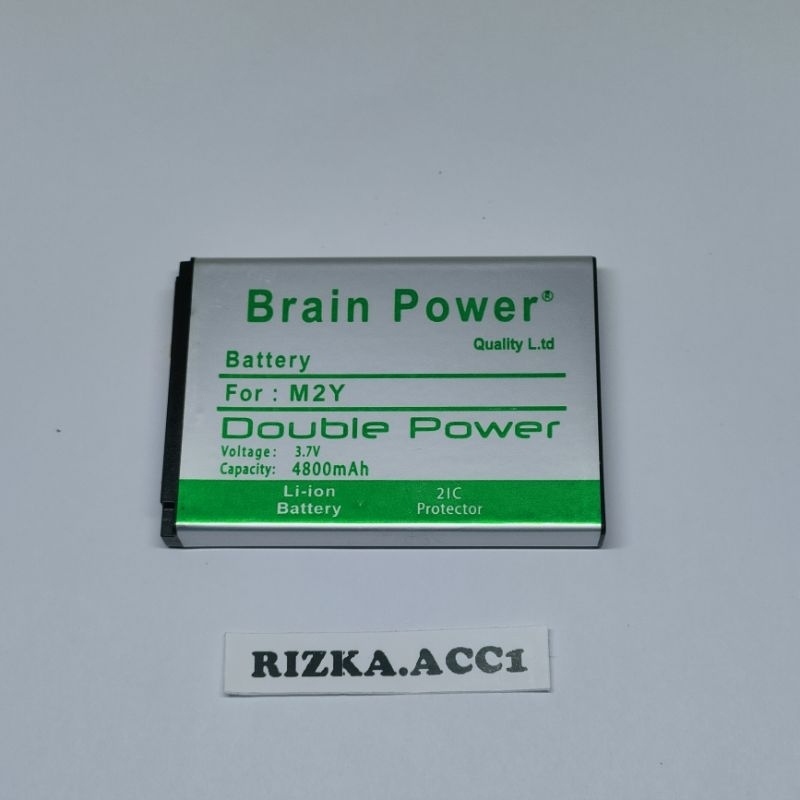 Brain Power®
Quality L.td
Battery
For : M2Y
Double Power
Voltage: 3.7V
Capacity: 4800mAh
Li-ion Battery
2IC Protector
RIZKA.ACC1